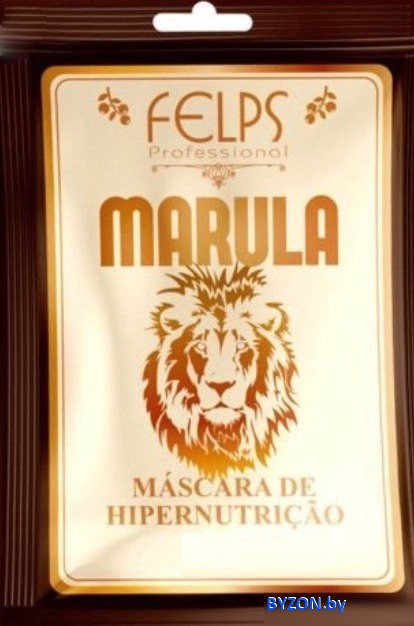 FELPS
Professional
MARULA
MÁSCARA DE
HIPERNUTRIÇÃO
BYZON.by